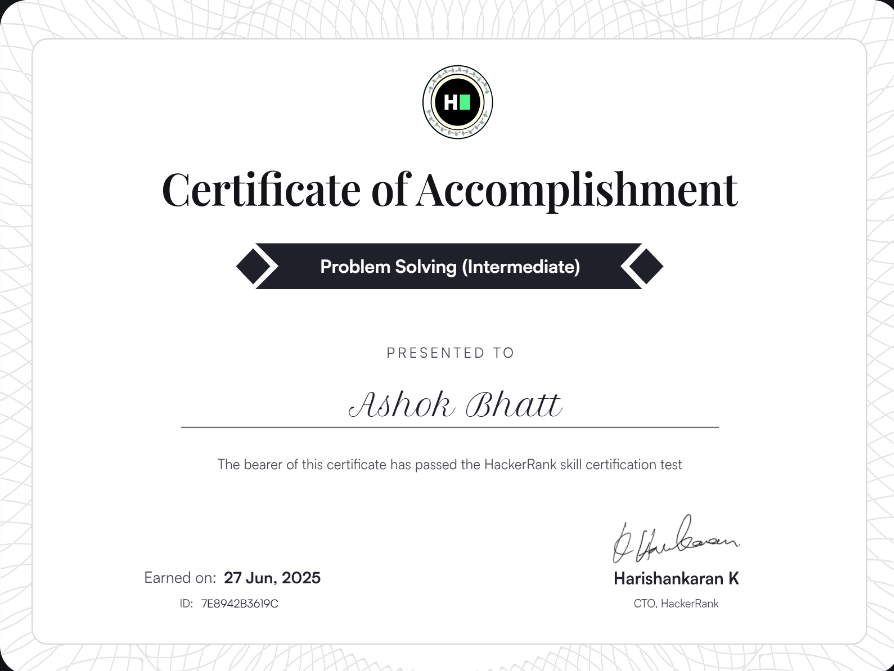 H
Certificate of Accomplishment
Problem Solving (Intermediate)
PRESENTED TO
Ashok Bhatt
The bearer of this certificate has passed the HackerRank skill certification test
Earned on: 27 Jun, 2025
ID: 7E8942B3619C
Harishankaran K
CTO, HackerRank